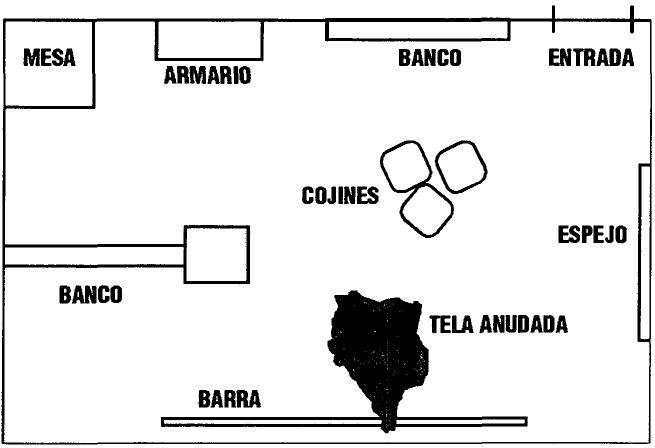 MESA
ARMARIO
BANCO
ENTRADA
COJINES
ESPEJO
BANCO
TELA ANUDADA
BARRA